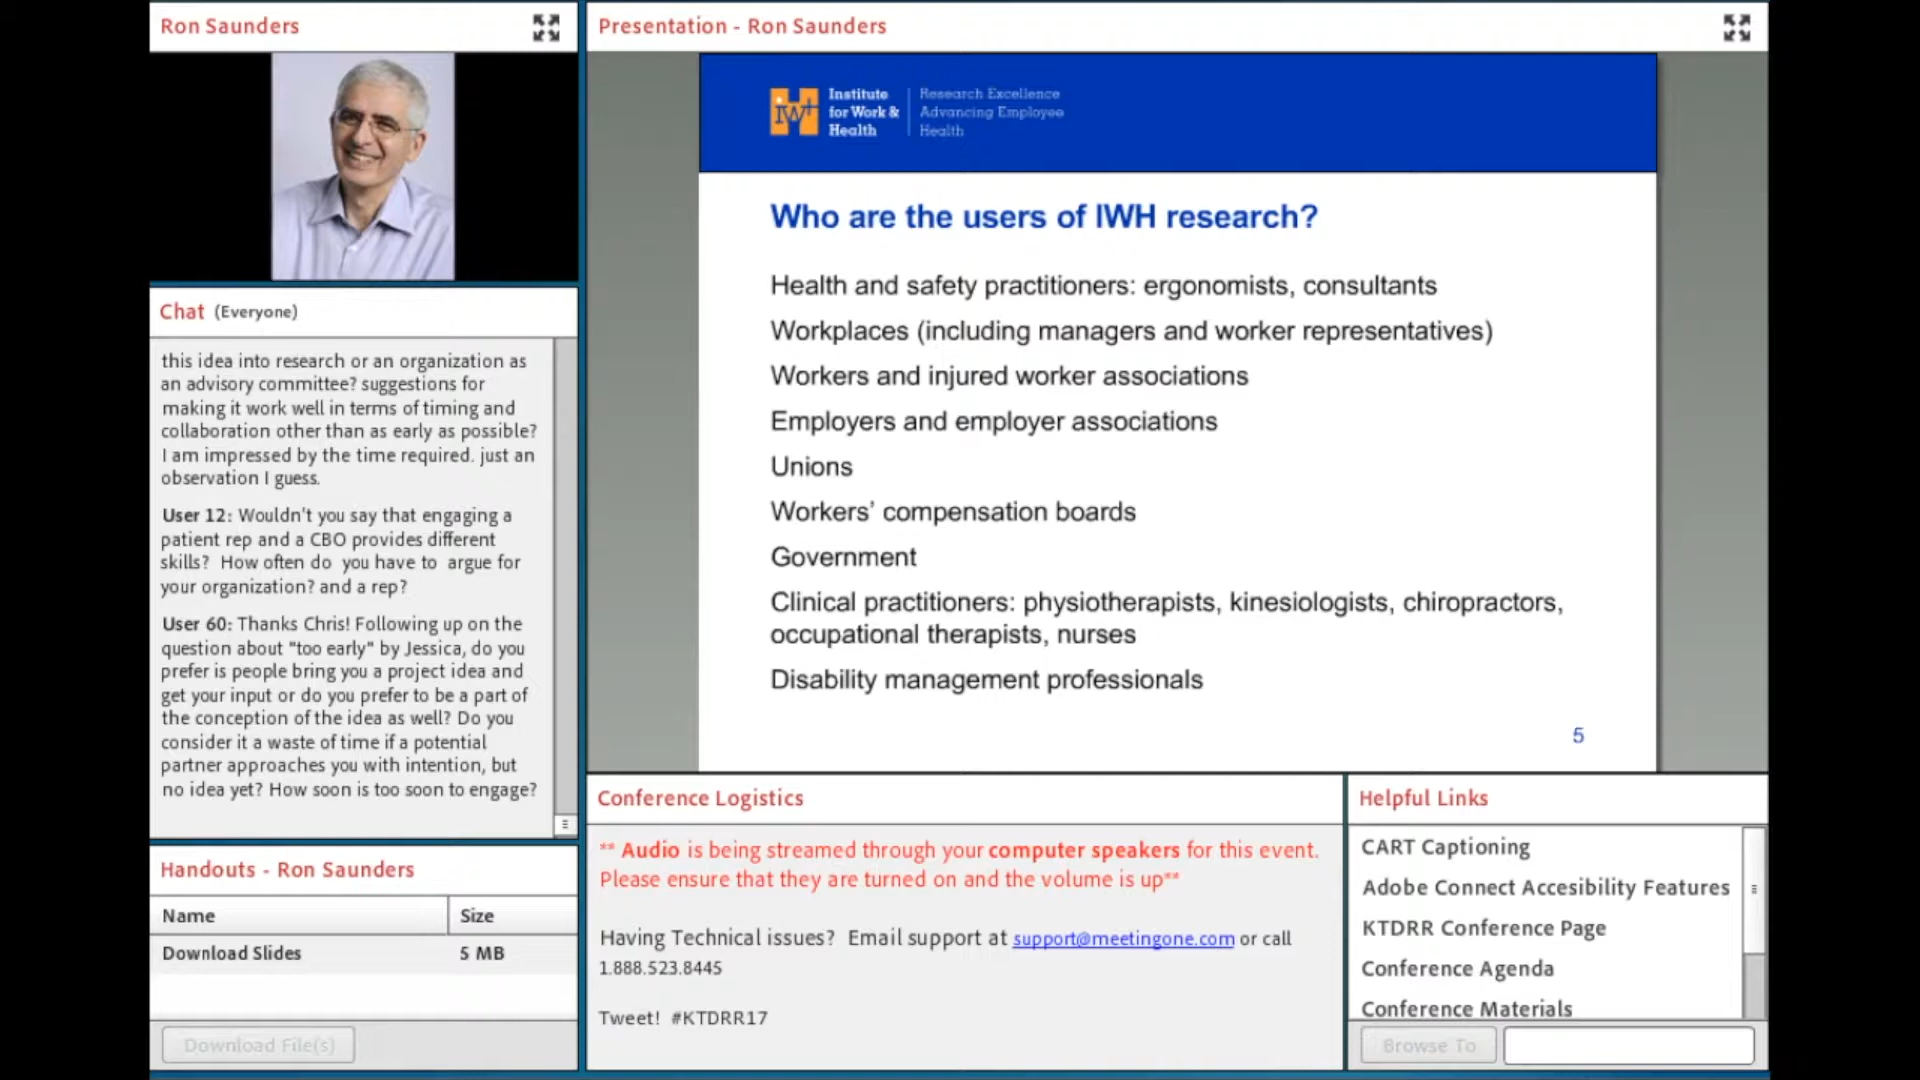 Ron Saunders
Presentation - Ron Saunders
iw+
Institute
for Work &
Health
Research Excellence
Advancing Employee
Health
Who are the users of IWH research?
Health and safety practitioners: ergonomists, consultants
Workplaces (including managers and worker representatives)
Workers and injured worker associations
Employers and employer associations
Unions
Workers’ compensation boards
Government
Clinical practitioners: physiotherapists, kinesiologists, chiropractors,
occupational therapists, nurses
Disability management professionals
5
Chat (Everyone)
this idea into research or an organization as
an advisory committee? suggestions for
making it work well in terms of timing and
collaboration other than as early as possible?
I am impressed by the time required. just an
observation I guess.
User 12: Wouldn't you say that engaging a
patient rep and a CBO provides different
skills? How often do you have to argue for
your organization? and a rep?
User 60: Thanks Chris! Following up on the
question about "too early" by Jessica, do you
prefer is people bring you a project idea and
get your input or do you prefer to be a part of
the conception of the idea as well? Do you
consider it a waste of time if a potential
partner approaches you with intention, but
no idea yet? How soon is too soon to engage?
Handouts - Ron Saunders
Name Size
Download Slides 5 MB
Download File(s)
Conference Logistics
** Audio is being streamed through your computer speakers for this event.
Please ensure that they are turned on and the volume is up**
Having Technical issues? Email support at support@meetingone.com or call
1.888.523.8445
Tweet! #KTDRR17
Helpful Links
CART Captioning
Adobe Connect Accesibility Features
KTDRR Conference Page
Conference Agenda
Conference Materials
Browse To